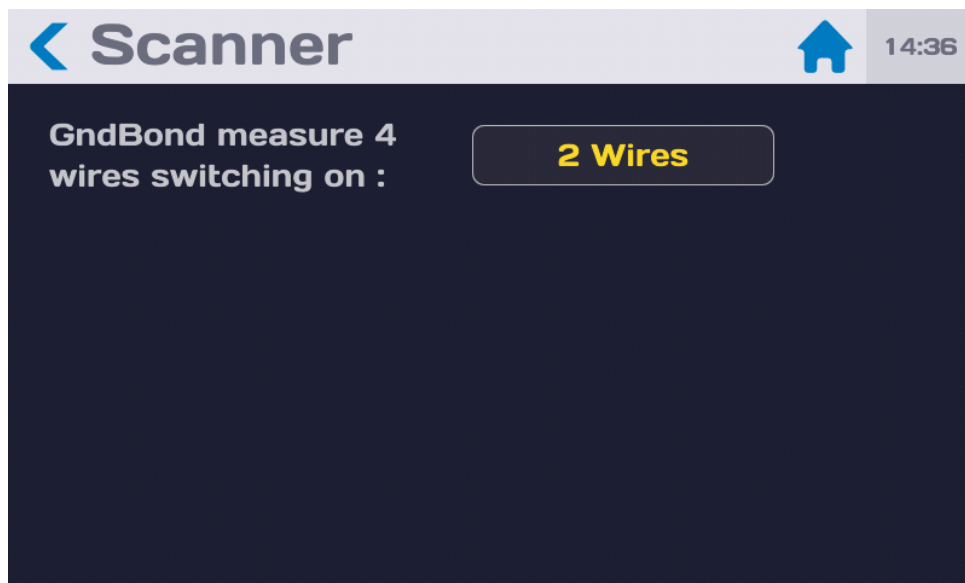 Scanner
14:36
GndBond measure 4
wires switching on :
2 Wires